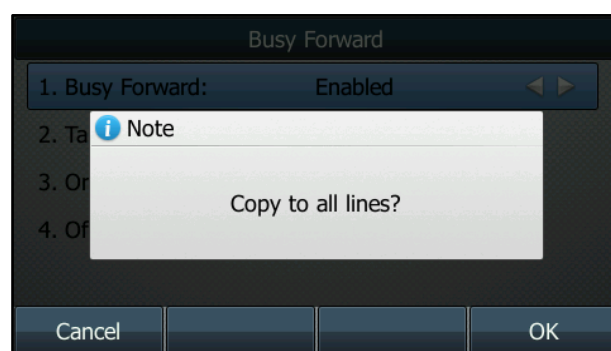 Busy Forward
1. Busy Forward: Enabled
2. Ta
Note
3. Or
Copy to all lines?
4. Of
Cancel OK